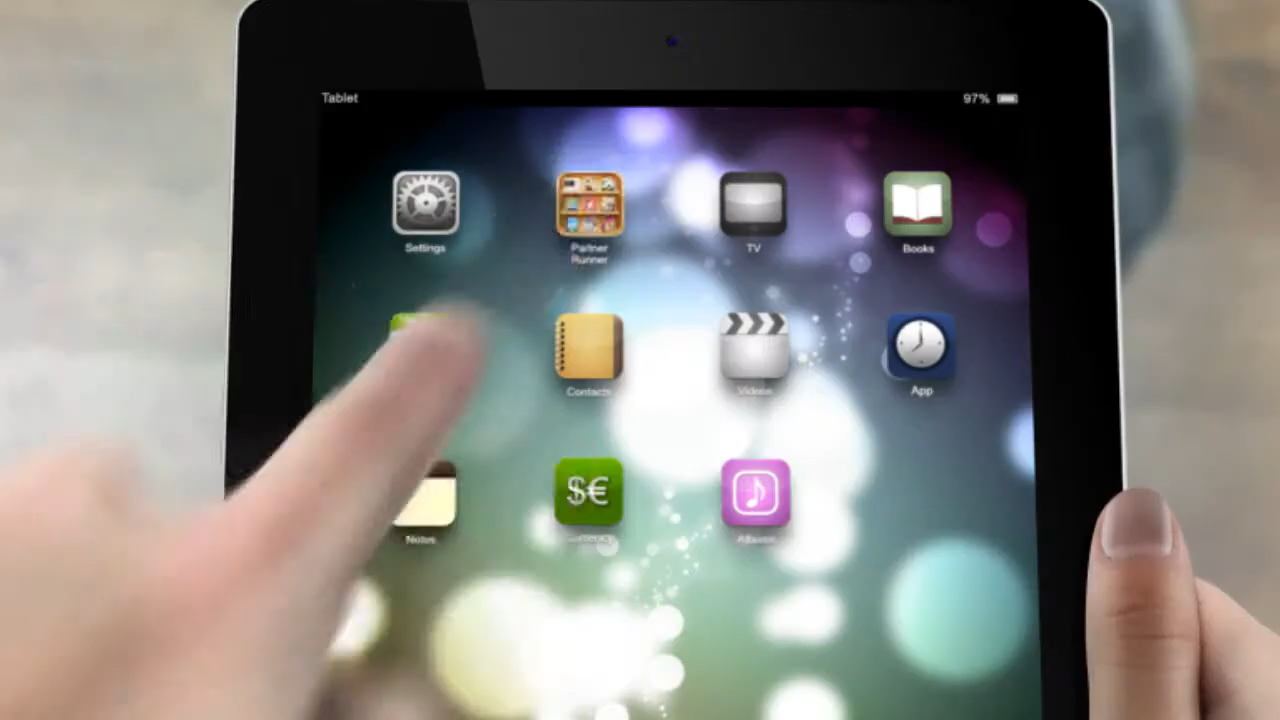 Tablet
97%
Settings
Partner
Runner
TV
Books
Contacts
Videos
App
Notes
$€
Albums